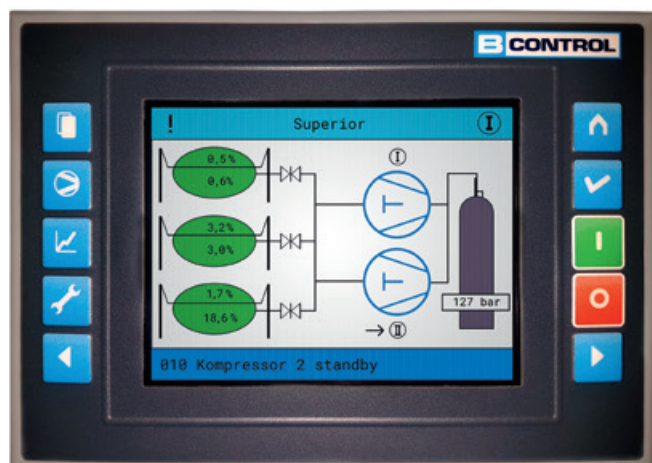 B CONTROL
! Superior I
I
0,5%
0,6%
3,2%
3,0%
1,7%
18,6%
127 bar
→ II
010 Kompressor 2 standby